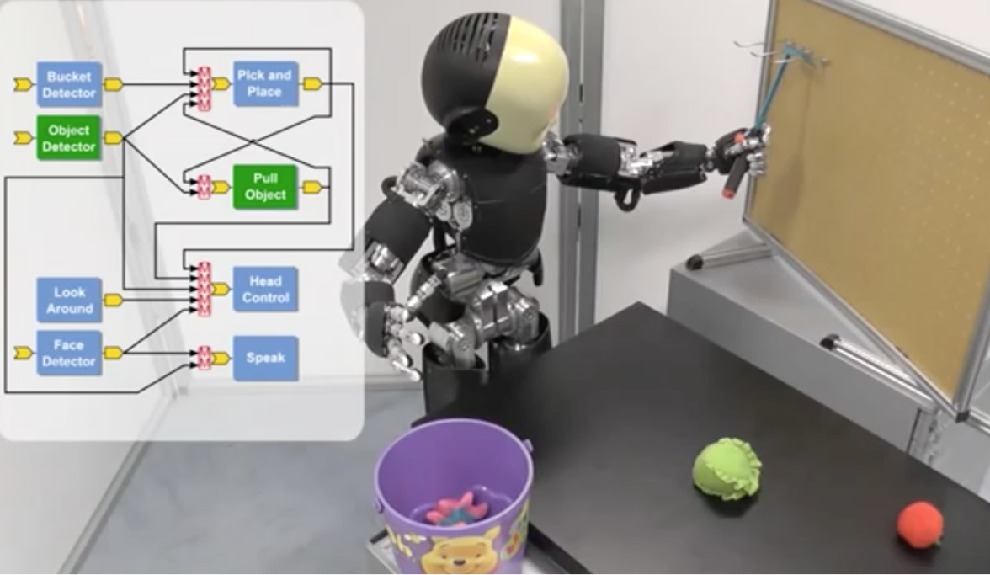 Bucket
Detector
Pick and
Place
Object
Detector
Pull
Object
Look
Around
Head
Control
Face
Detector
Speak